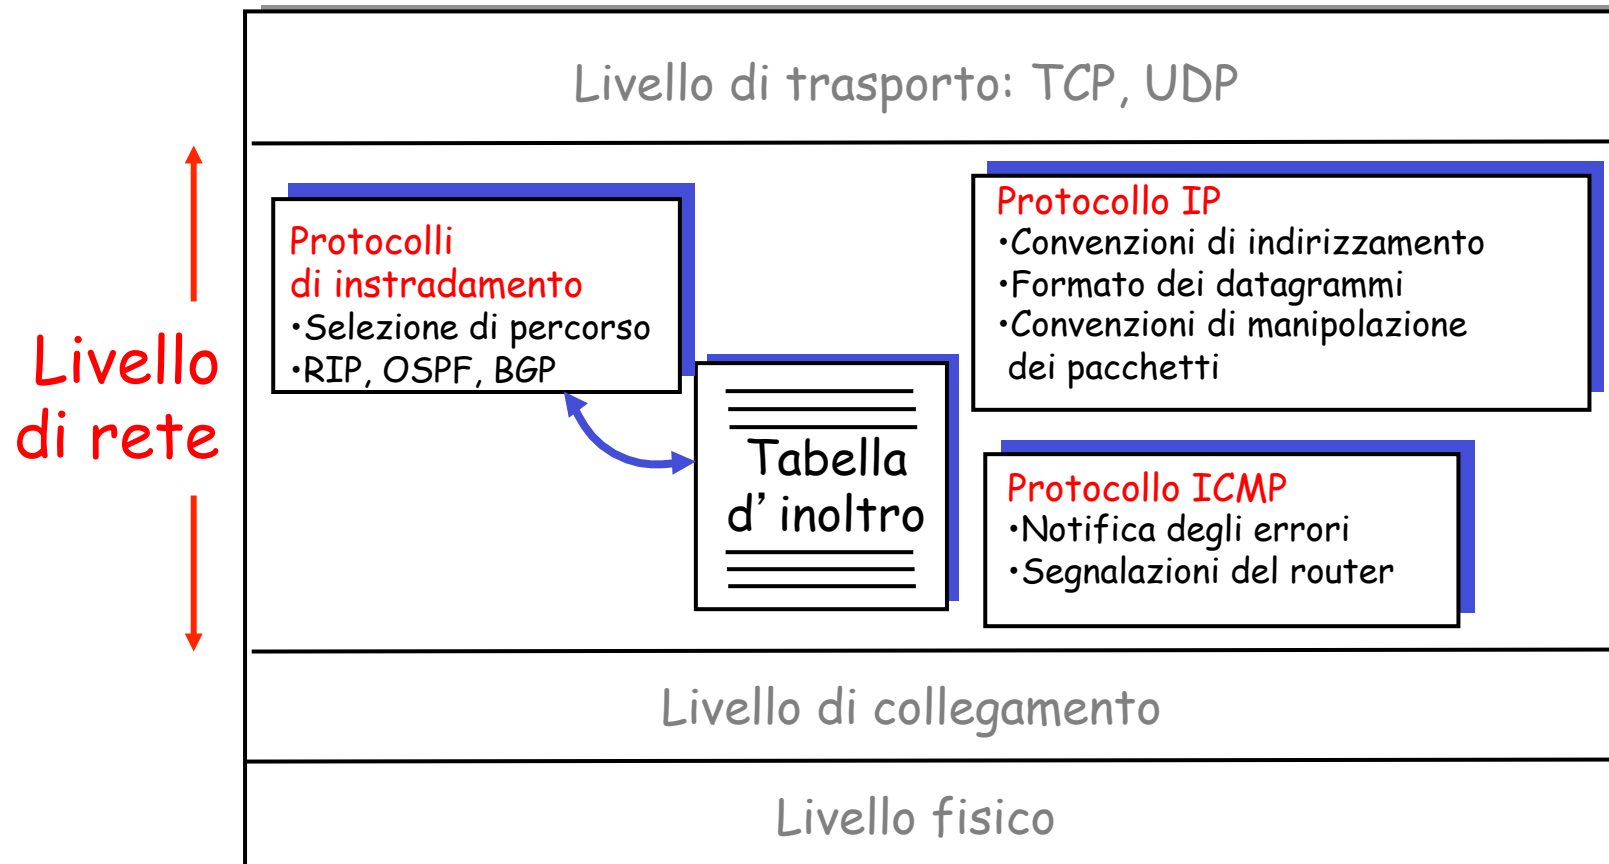 Livello di trasporto: TCP, UDP
Livello
di rete
Protocolli
di instradamento
•Selezione di percorso
•RIP, OSPF, BGP
Tabella
d’ inoltro
Protocollo IP
•Convenzioni di indirizzamento
•Formato dei datagrammi
•Convenzioni di manipolazione
dei pacchetti
Protocollo ICMP
•Notifica degli errori
•Segnalazioni del router
Livello di collegamento
Livello fisico